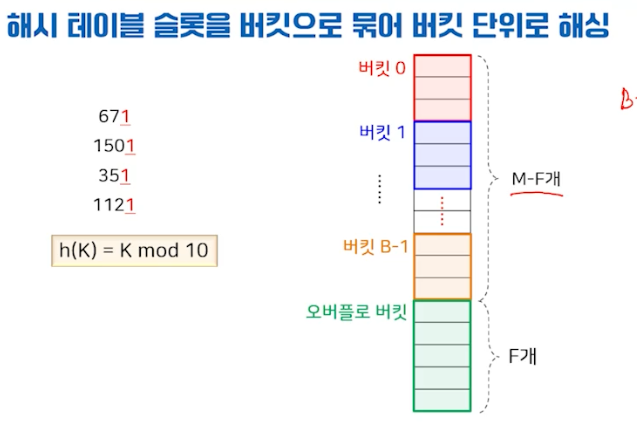 해시 테이블 슬롯을 버킷으로 묶어 버킷 단위로 해싱
671
1501
351
1121
h(K) = K mod 10
버킷 0
버킷 1
버킷 B-1
오버플로 버킷
M-F개
F개
B-